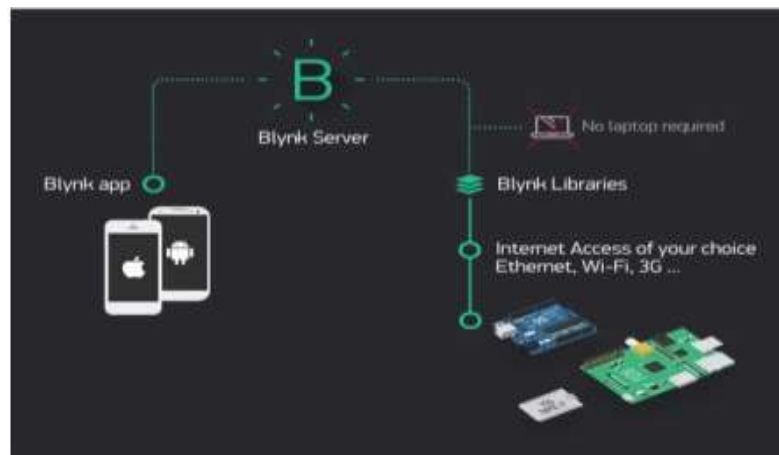 B
Blynk Server
No laptop required
Blynk app
Blynk Libraries
Internet Access of your choice
Ethernet, Wi-Fi, 3G ...